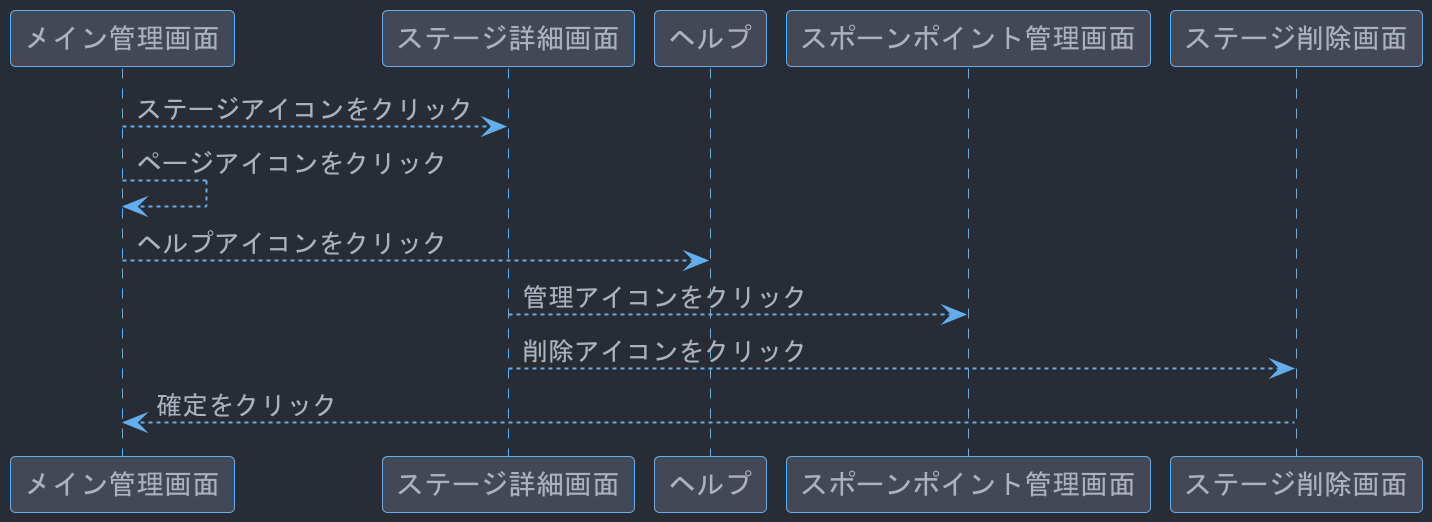 メイン管理画面
ステージ詳細画面
ヘルプ
スポーンポイント管理画面
ステージ削除画面
ステージアイコンをクリック
ページアイコンをクリック
ヘルプアイコンをクリック
管理アイコンをクリック
削除アイコンをクリック
確定をクリック
メイン管理画面
ステージ詳細画面
ヘルプ
スポーンポイント管理画面
ステージ削除画面